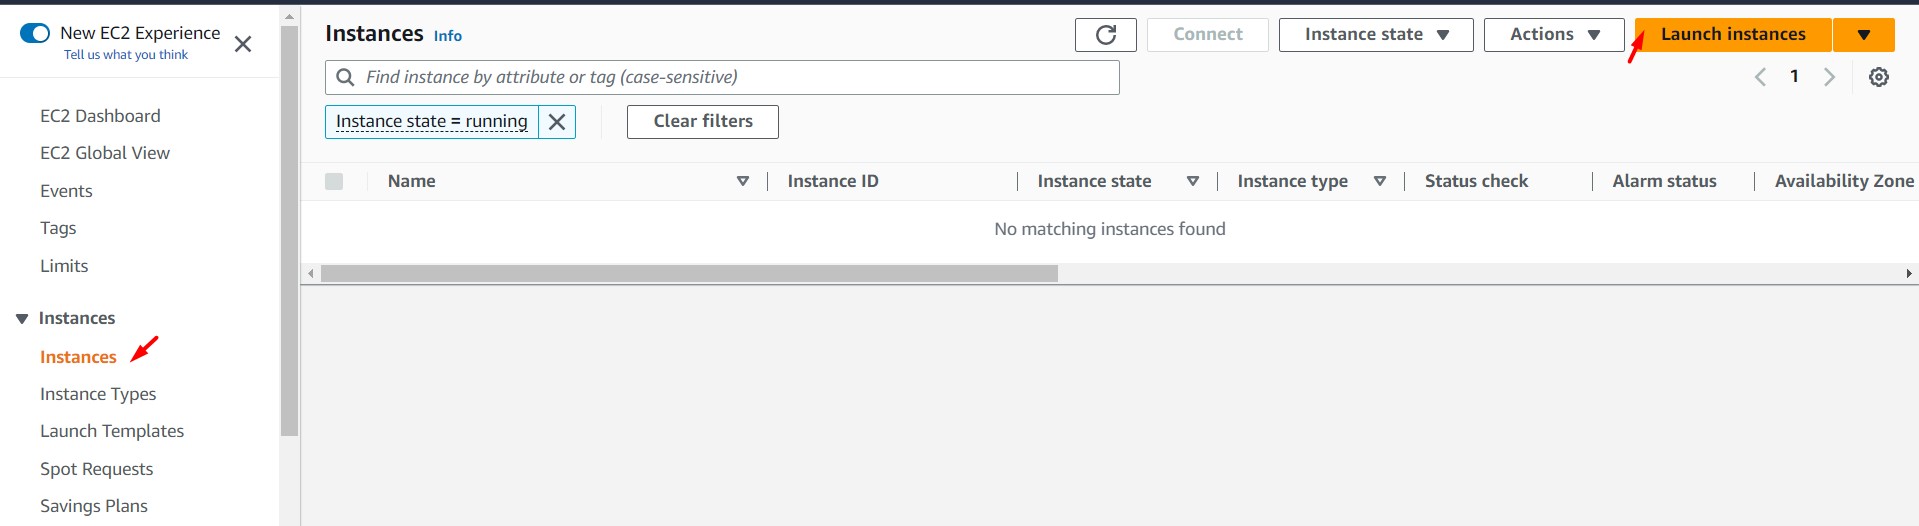 New EC2 Experience
Tell us what you think
EC2 Dashboard
EC2 Global View
Events
Tags
Limits
Instances
Instances
Instance Types
Launch Templates
Spot Requests
Savings Plans
Instances Info
Connect
Instance state
Actions
Launch instances
Find instance by attribute or tag (case-sensitive)
1
Instance state = running
Clear filters
Name Instance ID Instance state Instance type Status check Alarm status Availability Zone
No matching instances found